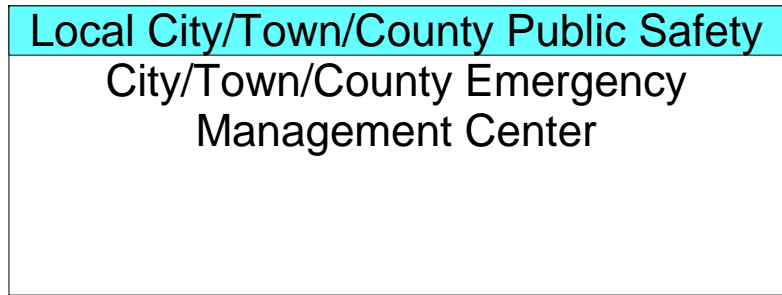 Local City/Town/County Public Safety
City/Town/County Emergency
Management Center